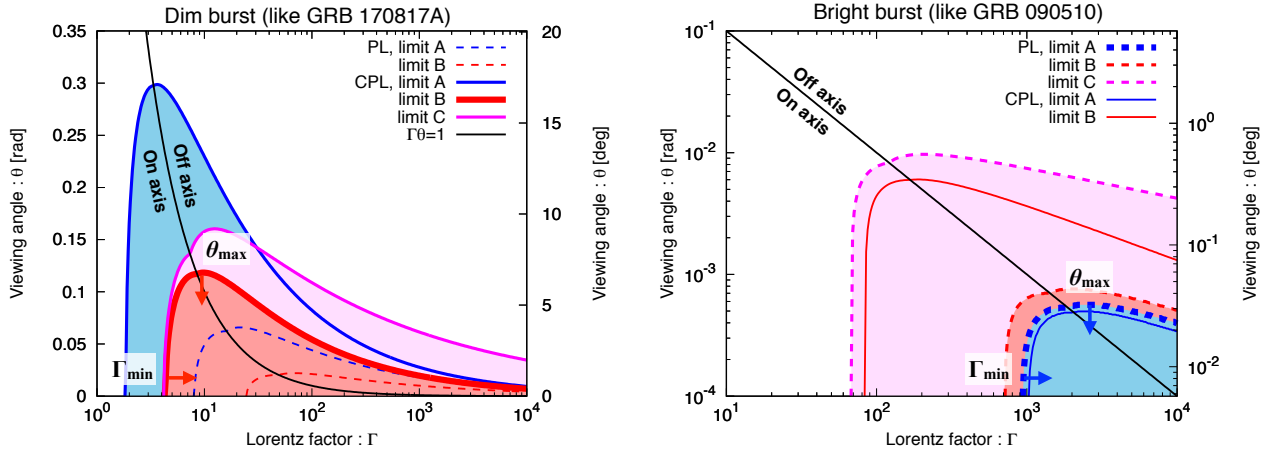 Dim burst (like GRB 170817A)
0.35
0.3
0.25
0.2
0.15
0.1
0.05
0
Viewing angle : θ [rad]
20
15
10
5
0
Viewing angle : θ [deg]
PL, limit A
limit B
CPL, limit A
limit B
limit C
Γθ=1
Off axis
On axis
θmax
Γmin
10⁰ 10¹ 10² 10³ 10⁴
Lorentz factor : Γ
Bright burst (like GRB 090510)
10⁻¹
10⁻²
10⁻³
10⁻⁴
Viewing angle : θ [rad]
10⁰
10⁻¹
10⁻²
Viewing angle : θ [deg]
PL, limit A
limit B
limit C
CPL, limit A
limit B
Off axis
On axis
θmax
Γmin
10¹ 10² 10³ 10⁴
Lorentz factor : Γ